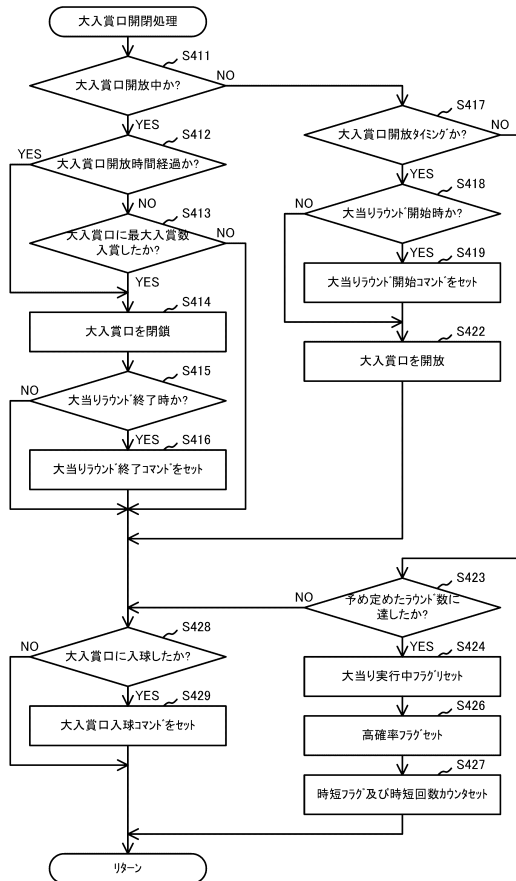 大入賞口開閉処理
S411
大入賞口開放中か?
NO
YES
S412
大入賞口開放時間経過か?
YES
NO
S413
大入賞口に最大入賞数
入賞したか?
NO
YES
S414
大入賞口を閉鎖
S415
大当りラウンド終了時か?
NO
YES
S416
大当りラウンド終了コマンドをセット
S417
大入賞口開放タイミングか?
NO
YES
S418
大当りラウンド開始時か?
NO
YES
S419
大当りラウンド開始コマンドをセット
S422
大入賞口を開放
S423
予め定めたラウンド数に
達したか?
NO
YES
S424
大当り実行中フラグリセット
S426
高確率フラグセット
S427
時短フラグ及び時短回数カウンタセット
S428
大入賞口に入球したか?
NO
YES
S429
大入賞口入球コマンドをセット
リターン